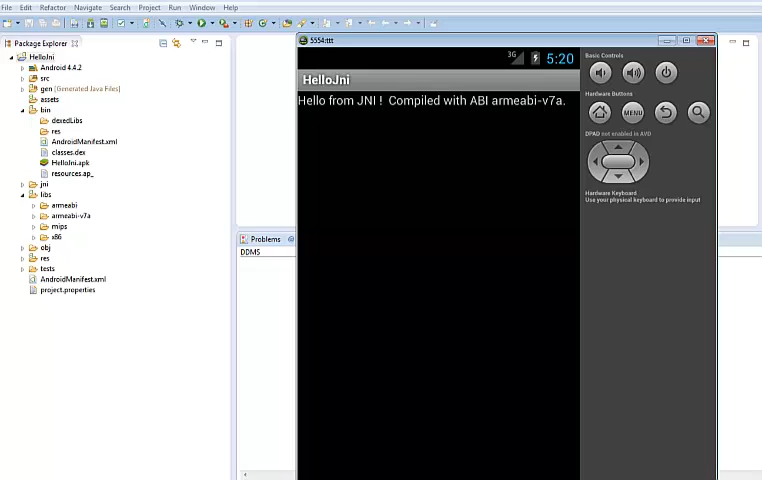 File Edit Refactor Navigate Search Project Run Window Help
Package Explorer
HelloJni
Android 4.4.2
src
gen [Generated Java Files]
assets
bin
dexedLibs
res
AndroidManifest.xml
classes.dex
HelloJni.apk
resources.ap_
jni
libs
armeabi
armeabi-v7a
mips
x86
obj
res
tests
AndroidManifest.xml
project.properties
Problems
DDMS
5554:ttt
3G 5:20
HelloJni
Hello from JNI ! Compiled with ABI armeabi-v7a.
Basic Controls
Hardware Buttons
MENU
DPAD not enabled in AVD
Hardware Keyboard
Use your physical keyboard to provide input